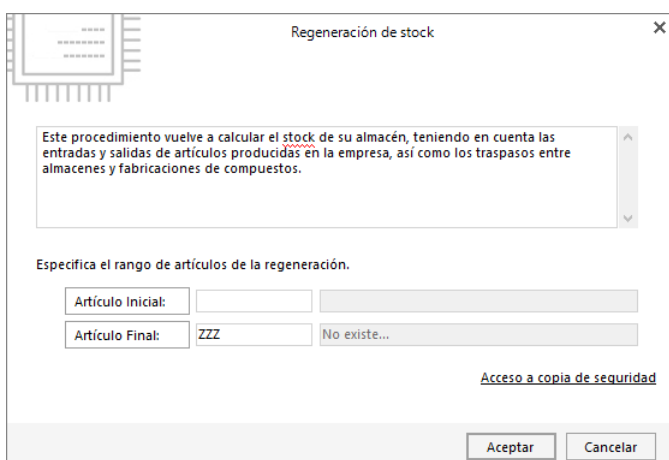 Regeneración de stock
Este procedimiento vuelve a calcular el stock de su almacén, teniendo en cuenta las
entradas y salidas de artículos producidas en la empresa, así como los traspasos entre
almacenes y fabricaciones de compuestos.
Especifica el rango de artículos de la regeneración.
Artículo Inicial:
Artículo Final: ZZZ No existe...
Acceso a copia de seguridad
Aceptar Cancelar